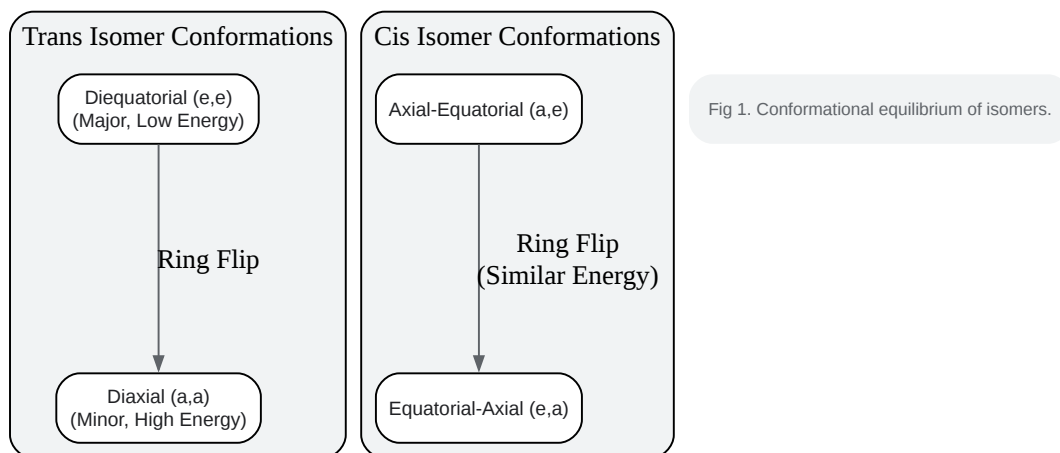 Trans Isomer Conformations
Diequatorial (e,e)
(Major, Low Energy)
Ring Flip
Diaxial (a,a)
(Minor, High Energy)
Cis Isomer Conformations
Axial-Equatorial (a,e)
Ring Flip
(Similar Energy)
Equatorial-Axial (e,a)
Fig 1. Conformational equilibrium of isomers.